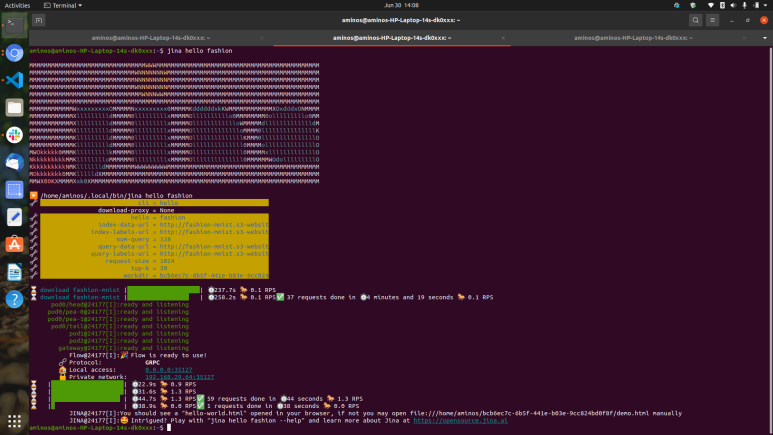 Activities
Terminal
Jun 30 14:08
aminos@aminos-HP-Laptop-14s-dk0xxx: ~
aminos@aminos-HP-Laptop-14s-dk0xxx: ~
aminos@aminos-HP-Laptop-14s-dk0xxx: ~
aminos@aminos-HP-Laptop-14s-dk0xxx: ~
aminos@aminos-HP-Laptop-14s-dk0xxx:~$ jina hello fashion
/home/aminos/.local/bin/jina hello fashion
cli = hello
download-proxy = None
hello = fashion
index-data-url = http://fashion-mnist.s3-websit
index-labels-url = http://fashion-mnist.s3-websit
num-query = 128
query-data-url = http://fashion-mnist.s3-websit
query-labels-url = http://fashion-mnist.s3-websit
request-size = 1024
top-k = 50
workdir = bcb6ec7c-6b5f-441e-b03e-9cc824
download fashion-mnist | | 237.7s 0.1 RPS
download fashion-mnist | | 258.2s 0.1 RPS 37 requests done in 4 minutes and 19 seconds 0.1 RPS
pod0/head@24177[I]:ready and listening
pod0/pea-0@24177[I]:ready and listening
pod0/pea-1@24177[I]:ready and listening
pod0/tail@24177[I]:ready and listening
pod1@24177[I]:ready and listening
pod2@24177[I]:ready and listening
gateway@24177[I]:ready and listening
Flow@24177[I]: Flow is ready to use!
Protocol: GRPC
Local access: 0.0.0.0:35127
Private network: 192.168.29.64:35127
| | 22.9s 0.9 RPS
| | 31.6s 1.3 RPS
| | 44.7s 1.3 RPS 59 requests done in 44 seconds 1.3 RPS
| | 38.9s 0.0 RPS 1 requests done in 38 seconds 0.0 RPS
JINA@24177[I]:You should see a "hello-world.html" opened in your browser, if not you may open file:///home/aminos/bcb6ec7c-6b5f-441e-b03e-9cc824bd0f8f/demo.html manually
JINA@24177[I]: Intrigued? Play with "jina hello fashion --help" and learn more about Jina at https://opensource.jina.ai
aminos@aminos-HP-Laptop-14s-dk0xxx:~$